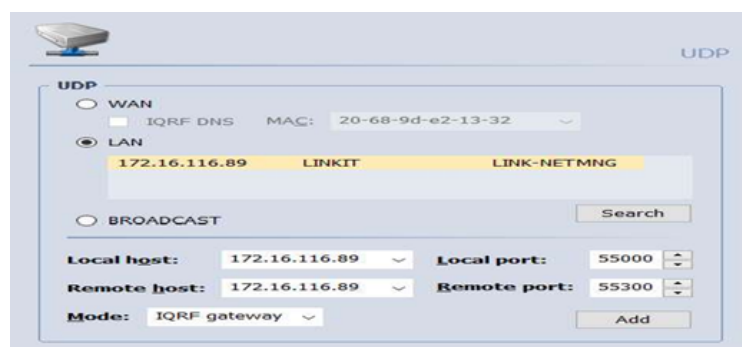 UDP
UDP
WAN
IQRF DNS MAC: 20-68-9d-e2-13-32
LAN
172.16.116.89 LINKIT LINK-NETMNG
Search
BROADCAST
Local host: 172.16.116.89 Local port: 55000
Remote host: 172.16.116.89 Remote port: 55300
Mode: IQRF gateway Add